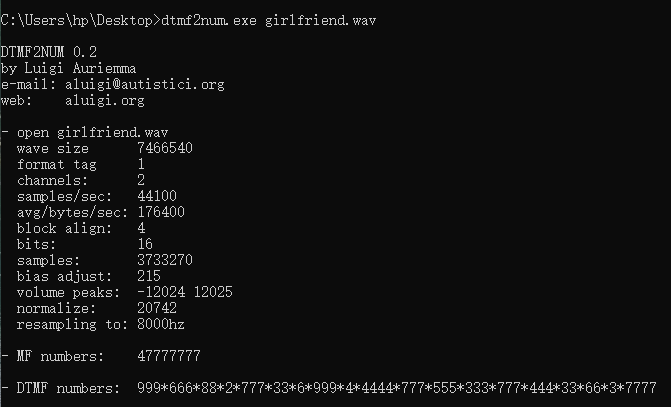 C:\Users\hp\Desktop>dtmf2num.exe girlfriend.wav
DTMF2NUM 0.2
by Luigi Auriemma
e-mail: aluigi@autistici.org
web:    aluigi.org
- open girlfriend.wav
  wave size      7466540
  format tag     1
  channels:      2
  samples/sec:   44100
  avg/bytes/sec: 176400
  block align:   4
  bits:          16
  samples:       3733270
  bias adjust:   215
  volume peaks:  -12024 12025
  normalize:     20742
  resampling to: 8000hz
- MF numbers:    47777777
- DTMF numbers:  999*666*88*2*777*33*6*999*4*4444*777*555*333*777*444*33*66*3*7777